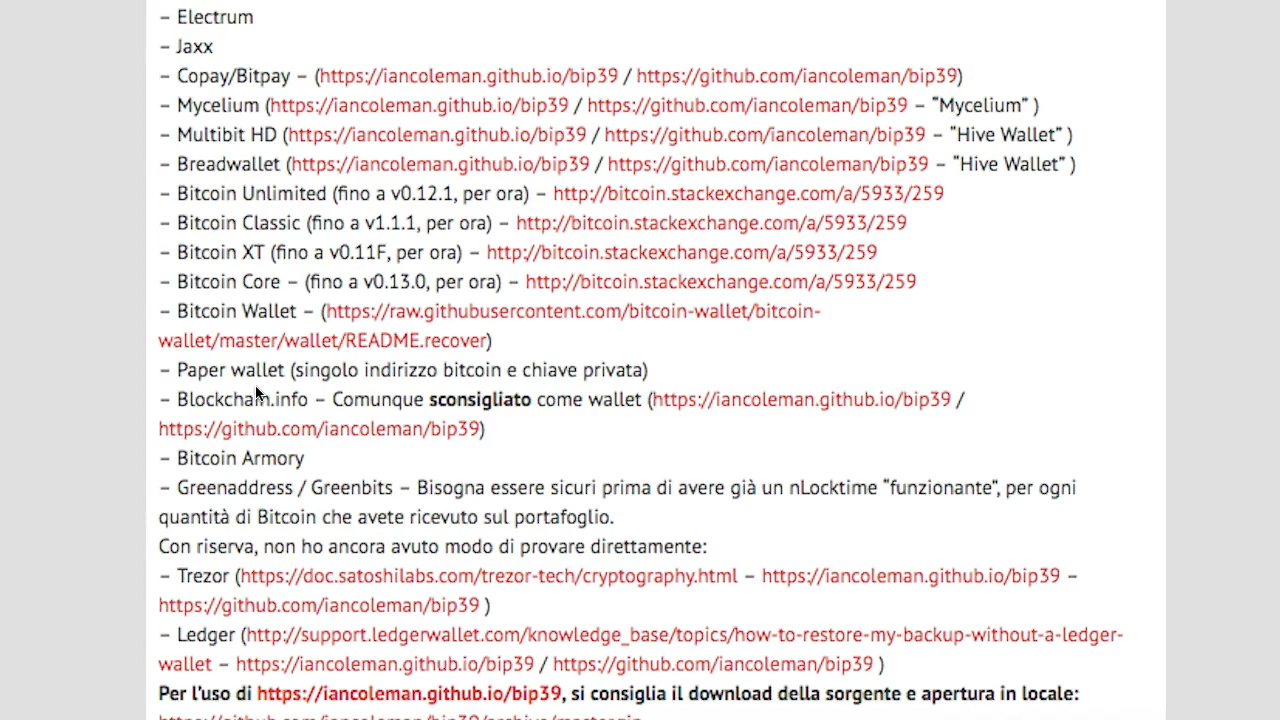 – Electrum
– Jaxx
– Copay/Bitpay – (https://iancoleman.github.io/bip39 / https://github.com/iancoleman/bip39)
– Mycelium (https://iancoleman.github.io/bip39 / https://github.com/iancoleman/bip39 – “Mycelium” )
– Multibit HD (https://iancoleman.github.io/bip39 / https://github.com/iancoleman/bip39 – “Hive Wallet” )
– Breadwallet (https://iancoleman.github.io/bip39 / https://github.com/iancoleman/bip39 – “Hive Wallet” )
– Bitcoin Unlimited (fino a v0.12.1, per ora) – http://bitcoin.stackexchange.com/a/5933/259
– Bitcoin Classic (fino a v1.1.1, per ora) – http://bitcoin.stackexchange.com/a/5933/259
– Bitcoin XT (fino a v0.11F, per ora) – http://bitcoin.stackexchange.com/a/5933/259
– Bitcoin Core – (fino a v0.13.0, per ora) – http://bitcoin.stackexchange.com/a/5933/259
– Bitcoin Wallet – (https://raw.githubusercontent.com/bitcoin-wallet/bitcoin-
wallet/master/wallet/README.recover)
– Paper wallet (singolo indirizzo bitcoin e chiave privata)
– Blockchain.info – Comunque sconsigliato come wallet (https://iancoleman.github.io/bip39 /
https://github.com/iancoleman/bip39)
– Bitcoin Armory
– Greenaddress / Greenbits – Bisogna essere sicuri prima di avere già un nLocktime “funzionante“, per ogni
quantità di Bitcoin che avete ricevuto sul portafoglio.
Con riserva, non ho ancora avuto modo di provare direttamente:
– Trezor (https://doc.satoshilabs.com/trezor-tech/cryptography.html – https://iancoleman.github.io/bip39 –
https://github.com/iancoleman/bip39 )
– Ledger (http://support.ledgerwallet.com/knowledge_base/topics/how-to-restore-my-backup-without-a-ledger-
wallet – https://iancoleman.github.io/bip39 / https://github.com/iancoleman/bip39 )
Per l’uso di https://iancoleman.github.io/bip39, si consiglia il download della sorgente e apertura in locale: